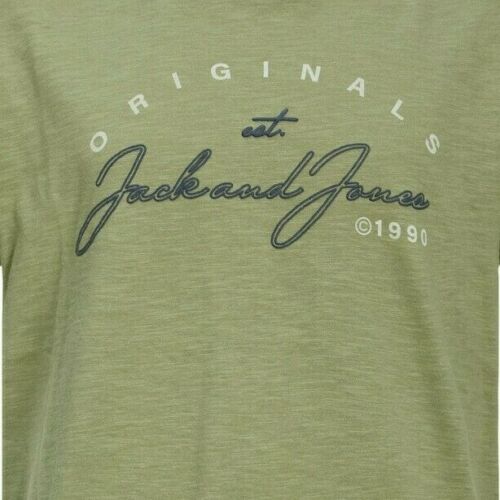 ORIGINALS
est.
Jack and Jones
©1990